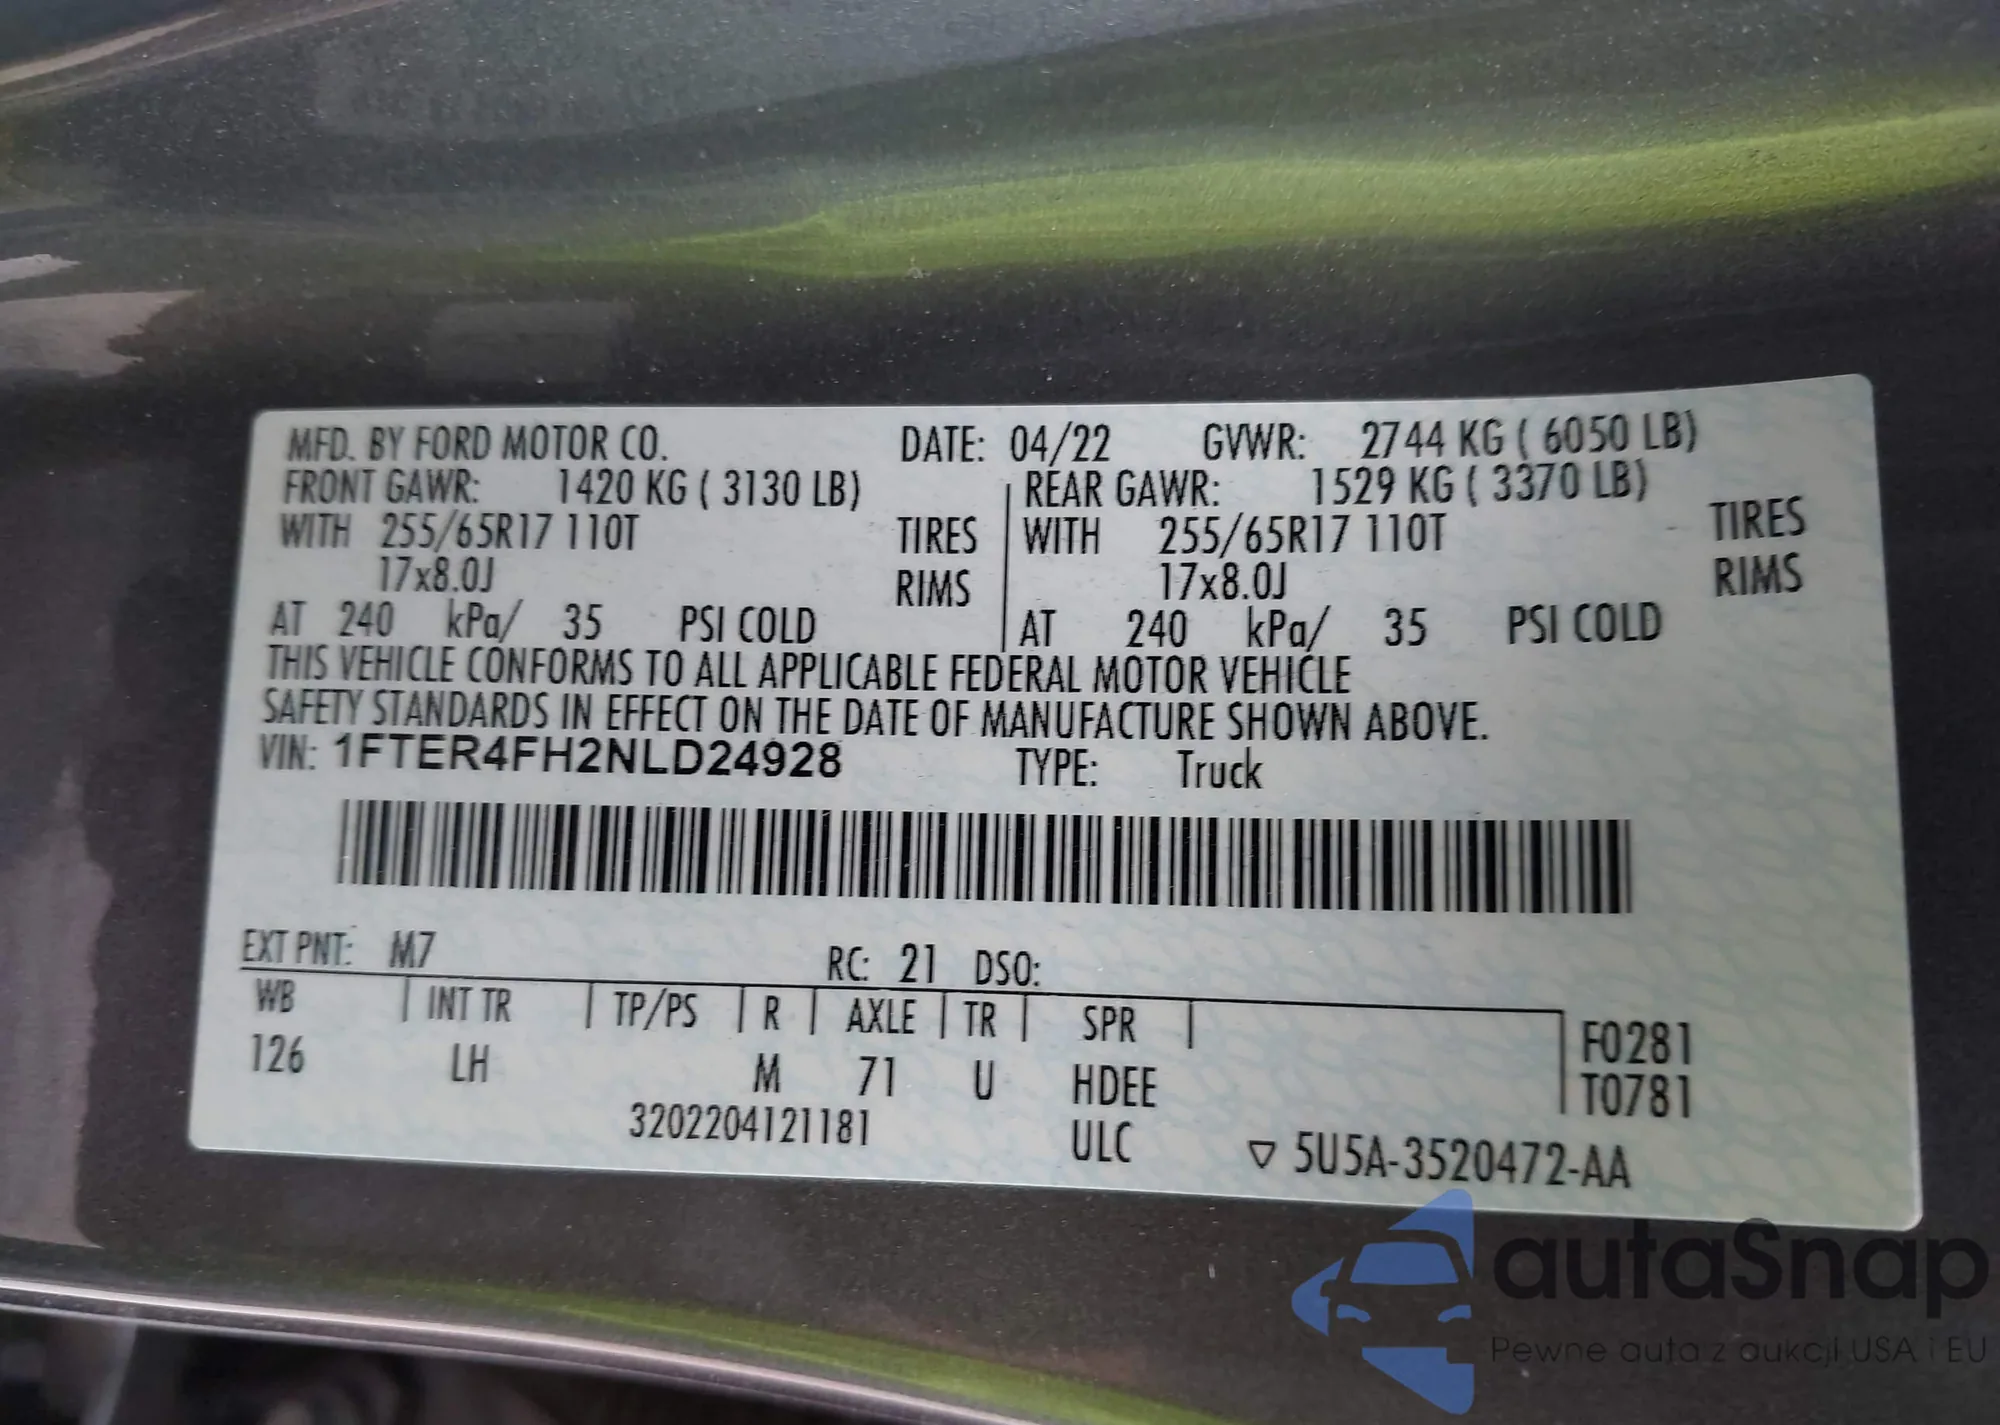 MFD. BY FORD MOTOR CO. DATE: 04/22 GVWR: 2744 KG ( 6050 LB)
FRONT GAWR: 1420 KG ( 3130 LB) REAR GAWR: 1529 KG ( 3370 LB)
WITH 255/65R17 110T TIRES WITH 255/65R17 110T TIRES
17x8.0J RIMS 17x8.0J RIMS
AT 240 kPa/ 35 PSI COLD AT 240 kPa/ 35 PSI COLD
THIS VEHICLE CONFORMS TO ALL APPLICABLE FEDERAL MOTOR VEHICLE
SAFETY STANDARDS IN EFFECT ON THE DATE OF MANUFACTURE SHOWN ABOVE.
VIN: 1FTER4FH2NLD24928 TYPE: Truck
EXT PNT: M7 RC: 21 DSO:
WB INT TR TP/PS R AXLE TR SPR F0281
126 LH M 71 U HDEE T0781
3202204121181 ULC ▽ 5U5A-3520472-AA
autoSnap
Pewne auta z aukcji USA i EU